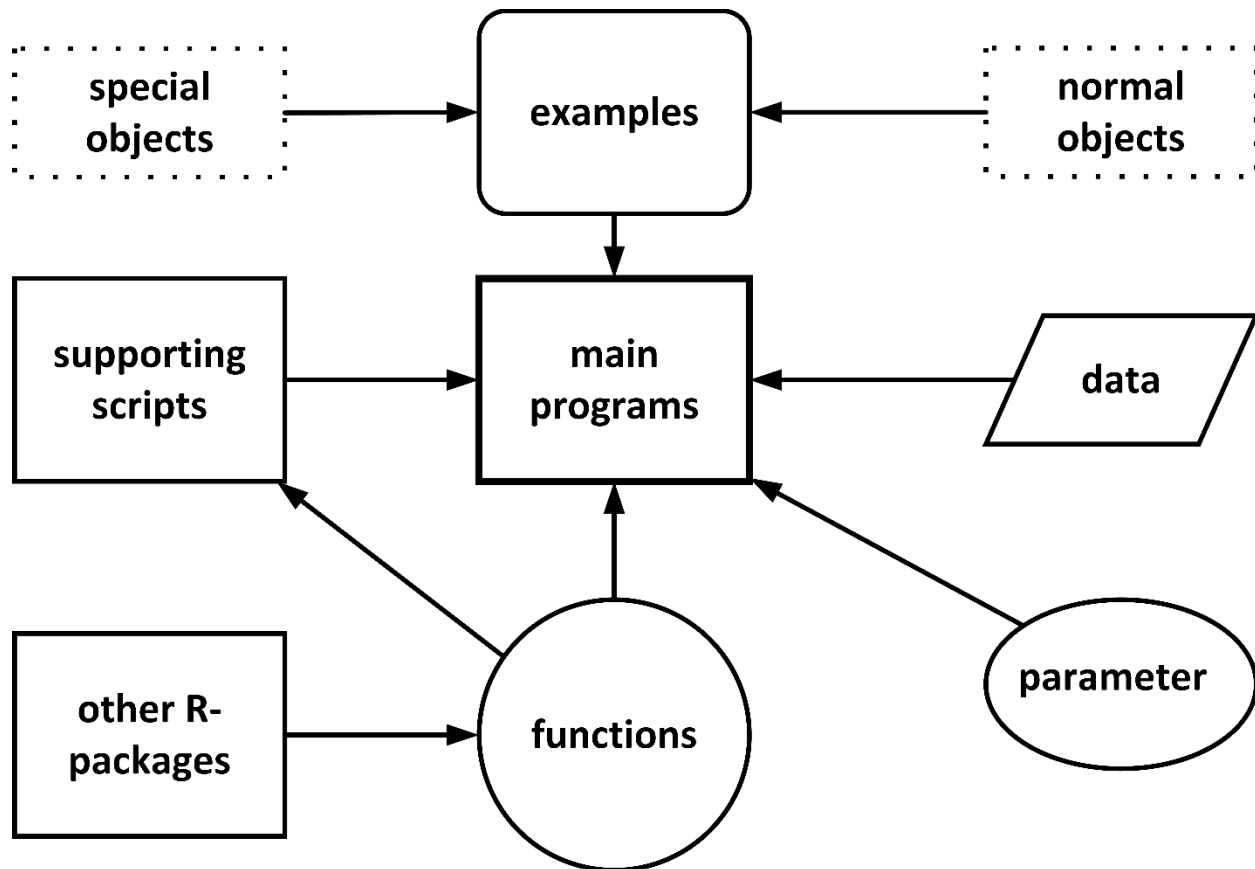 special
objects
examples
normal
objects
supporting
scripts
main
programs
data
other R-
packages
functions
parameter